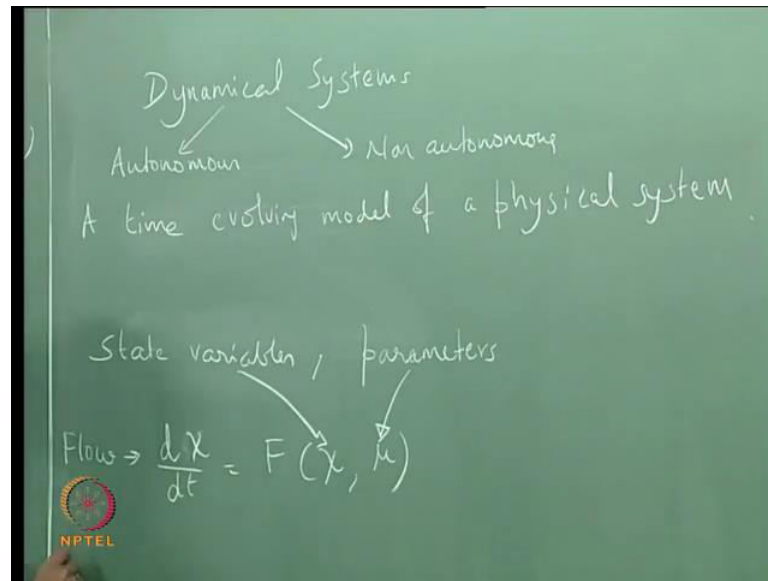 Dynamical Systems
Autonomous Non autonomous
A time evolving model of a physical system.
State variables, parameters
Flow → dx/dt = F (x, μ)
NPTEL